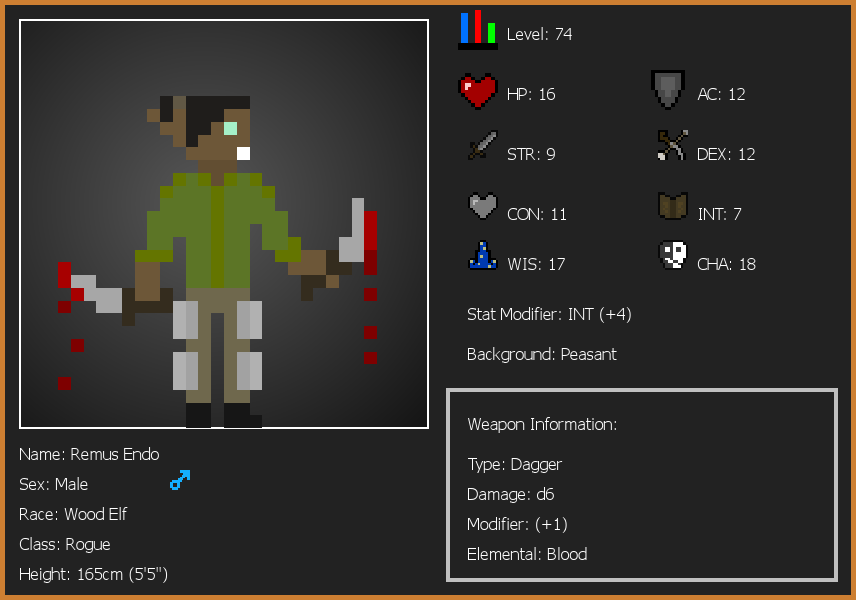 Level: 74
HP: 16
AC: 12
STR: 9
DEX: 12
CON: 11
INT: 7
WIS: 17
CHA: 18
Stat Modifier: INT (+4)
Background: Peasant
Weapon Information:
Type: Dagger
Damage: d6
Modifier: (+1)
Elemental: Blood
Name: Remus Endo
Sex: Male
Race: Wood Elf
Class: Rogue
Height: 165cm (5'5")